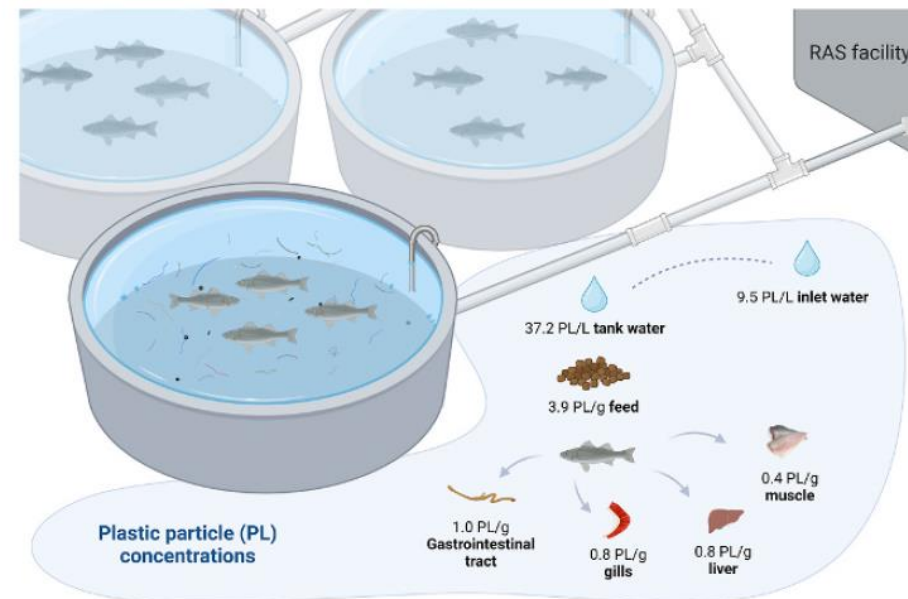 RAS facility
9.5 PL/L inlet water
37.2 PL/L tank water
3.9 PL/g feed
0.4 PL/g
muscle
1.0 PL/g
Gastrointestinal
tract
0.8 PL/g
gills
0.8 PL/g
liver
Plastic particle (PL)
concentrations